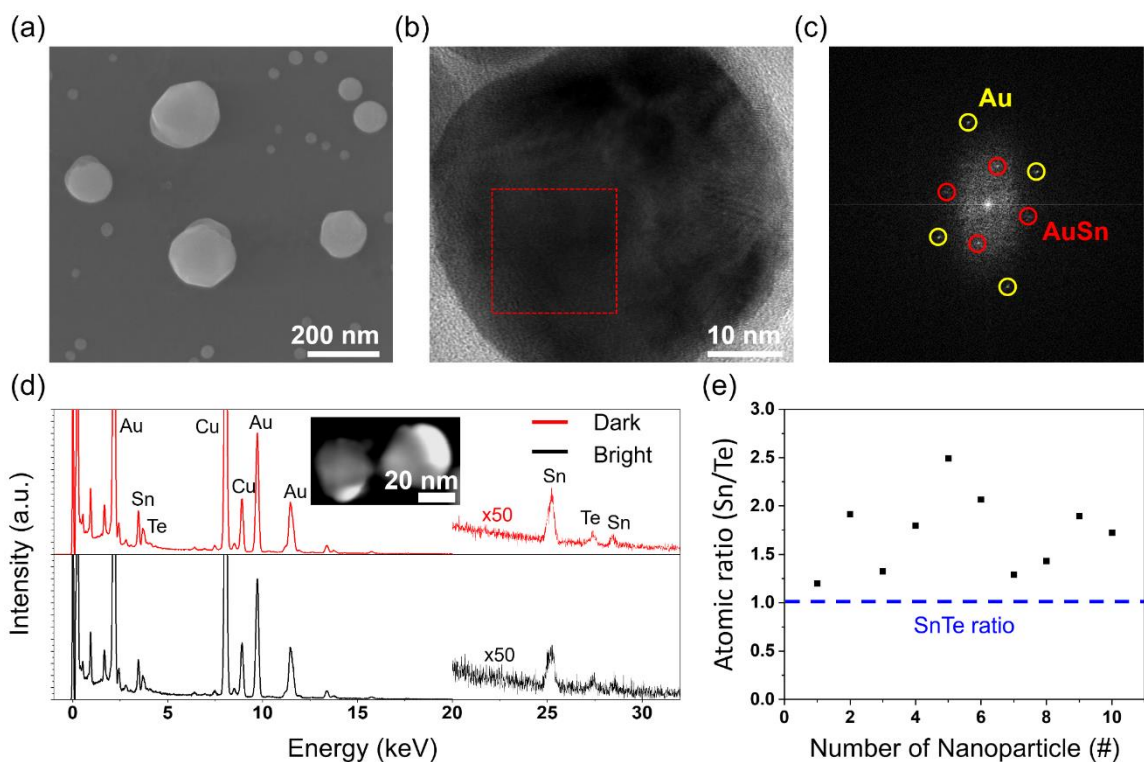 (a)
200 nm
(b)
10 nm
(c)
Au
AuSn
(d)
Intensity (a.u.)
Au
Sn
Te
Cu
Cu
Au
Au
20 nm
Dark
Bright
x50
Sn
Te
Sn
x50
0 5 10 15 20 25 30
Energy (keV)
(e)
Atomic ratio (Sn/Te)
3.0
2.5
2.0
1.5
1.0
0.5
0.0
SnTe ratio
0 2 4 6 8 10
Number of Nanoparticle (#)